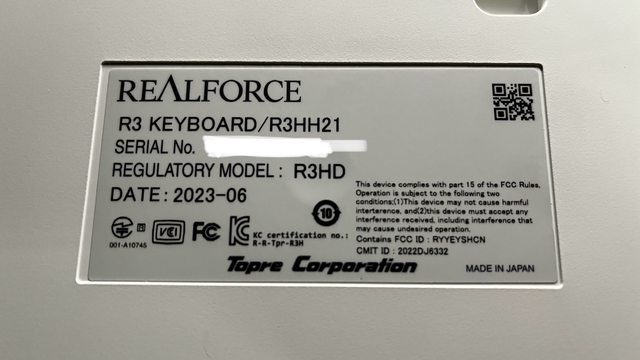 REALFORCE
R3 KEYBOARD/R3HH21
SERIAL No.
REGULATORY MODEL : R3HD
DATE : 2023-06
This device complies with part 15 of the FCC Rules.
Operation is subject to the following two
conditions:(1)This device may not cause harmful
interference, and(2)this device must accept any
interference received, including interference that
may cause undesired operation.
Contains FCC ID : RYYEYSHCN
CMIT ID : 2022DJ6332
10
R
001-A10745
VCI
FC
KC
KC certification no.:
R-R-Tpr-R3H
Topre Corporation
MADE IN JAPAN